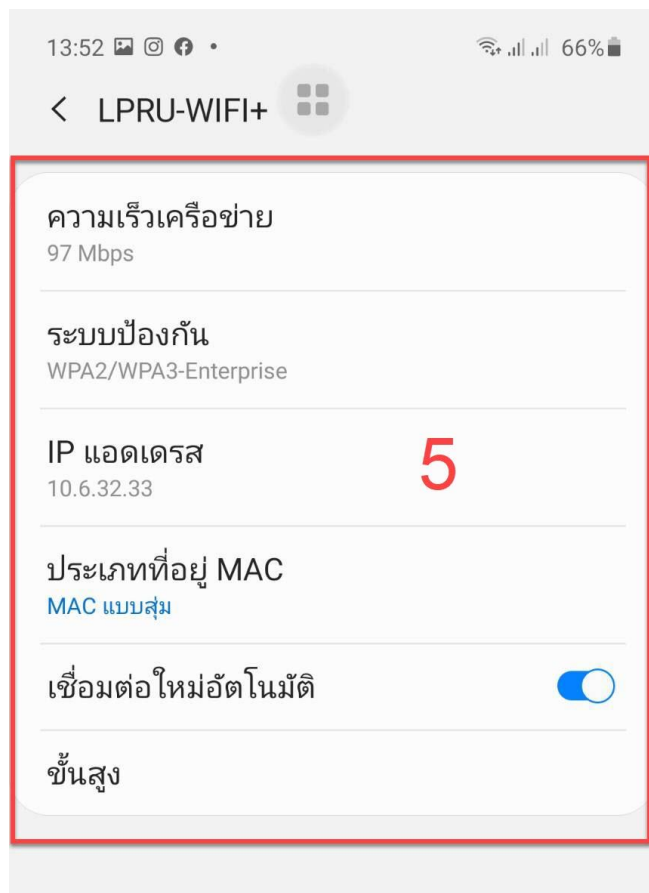 13:52
66%
LPRU-WIFI+
ความเร็วเครือข่าย
97 Mbps
ระบบป้องกัน
WPA2/WPA3-Enterprise
IP แอดเดรส
10.6.32.33
5
ประเภทที่อยู่ MAC
MAC แบบสุ่ม
เชื่อมต่อใหม่อัตโนมัติ
ขั้นสูง